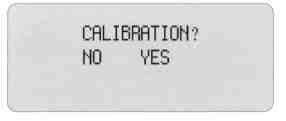 CALIBRATION?
NO YES